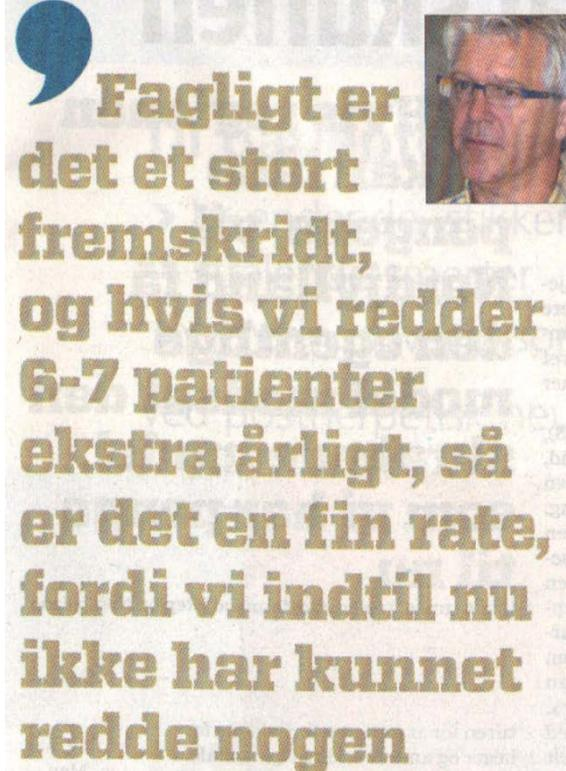 Fagligt er
det et stort
fremskridt,
og hvis vi redder
6-7 patienter
ekstra årligt, så
er det en fin rate,
fordi vi indtil nu
ikke har kunnet
redde nogen